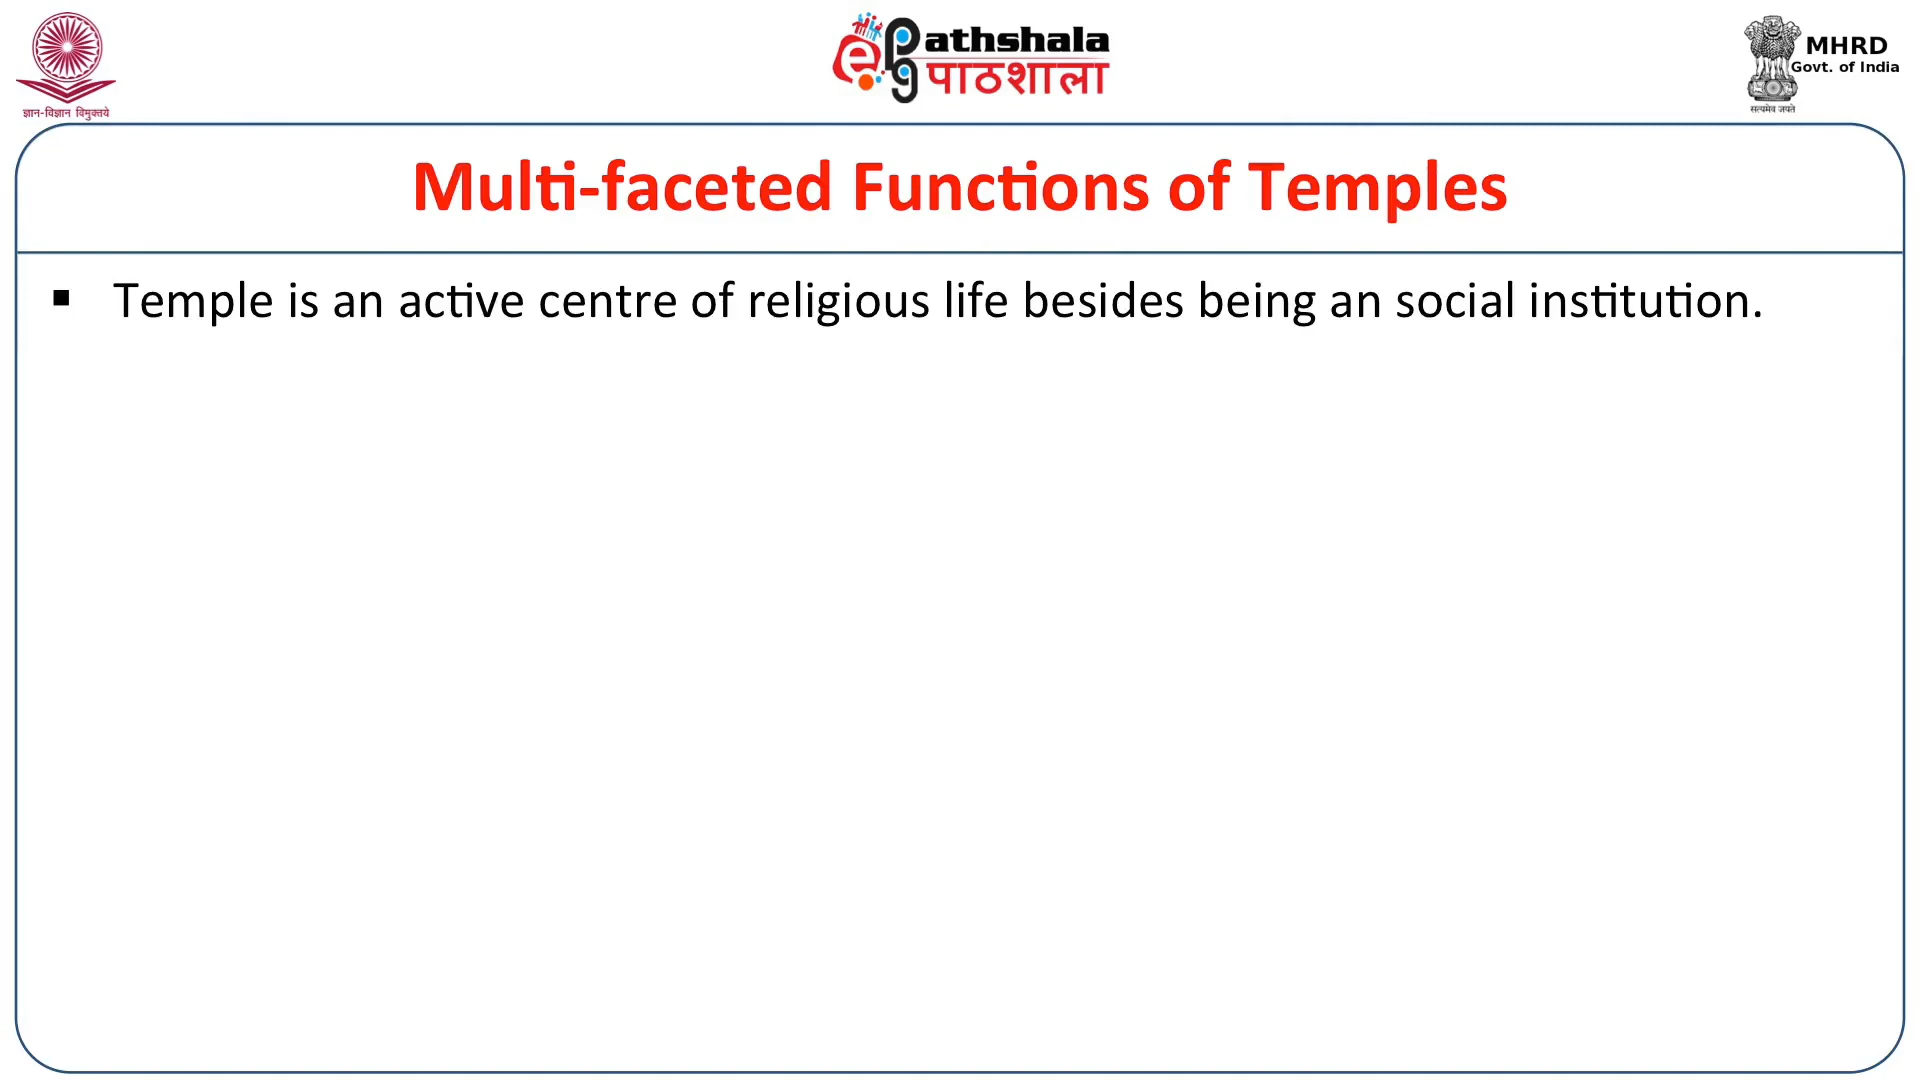 ज्ञान-विज्ञान विमुक्तये
ePathshala
पाठशाला
MHRD
Govt. of India
सत्यमेव जयते
Multi-faceted Functions of Temples
▪ Temple is an active centre of religious life besides being an social institution.